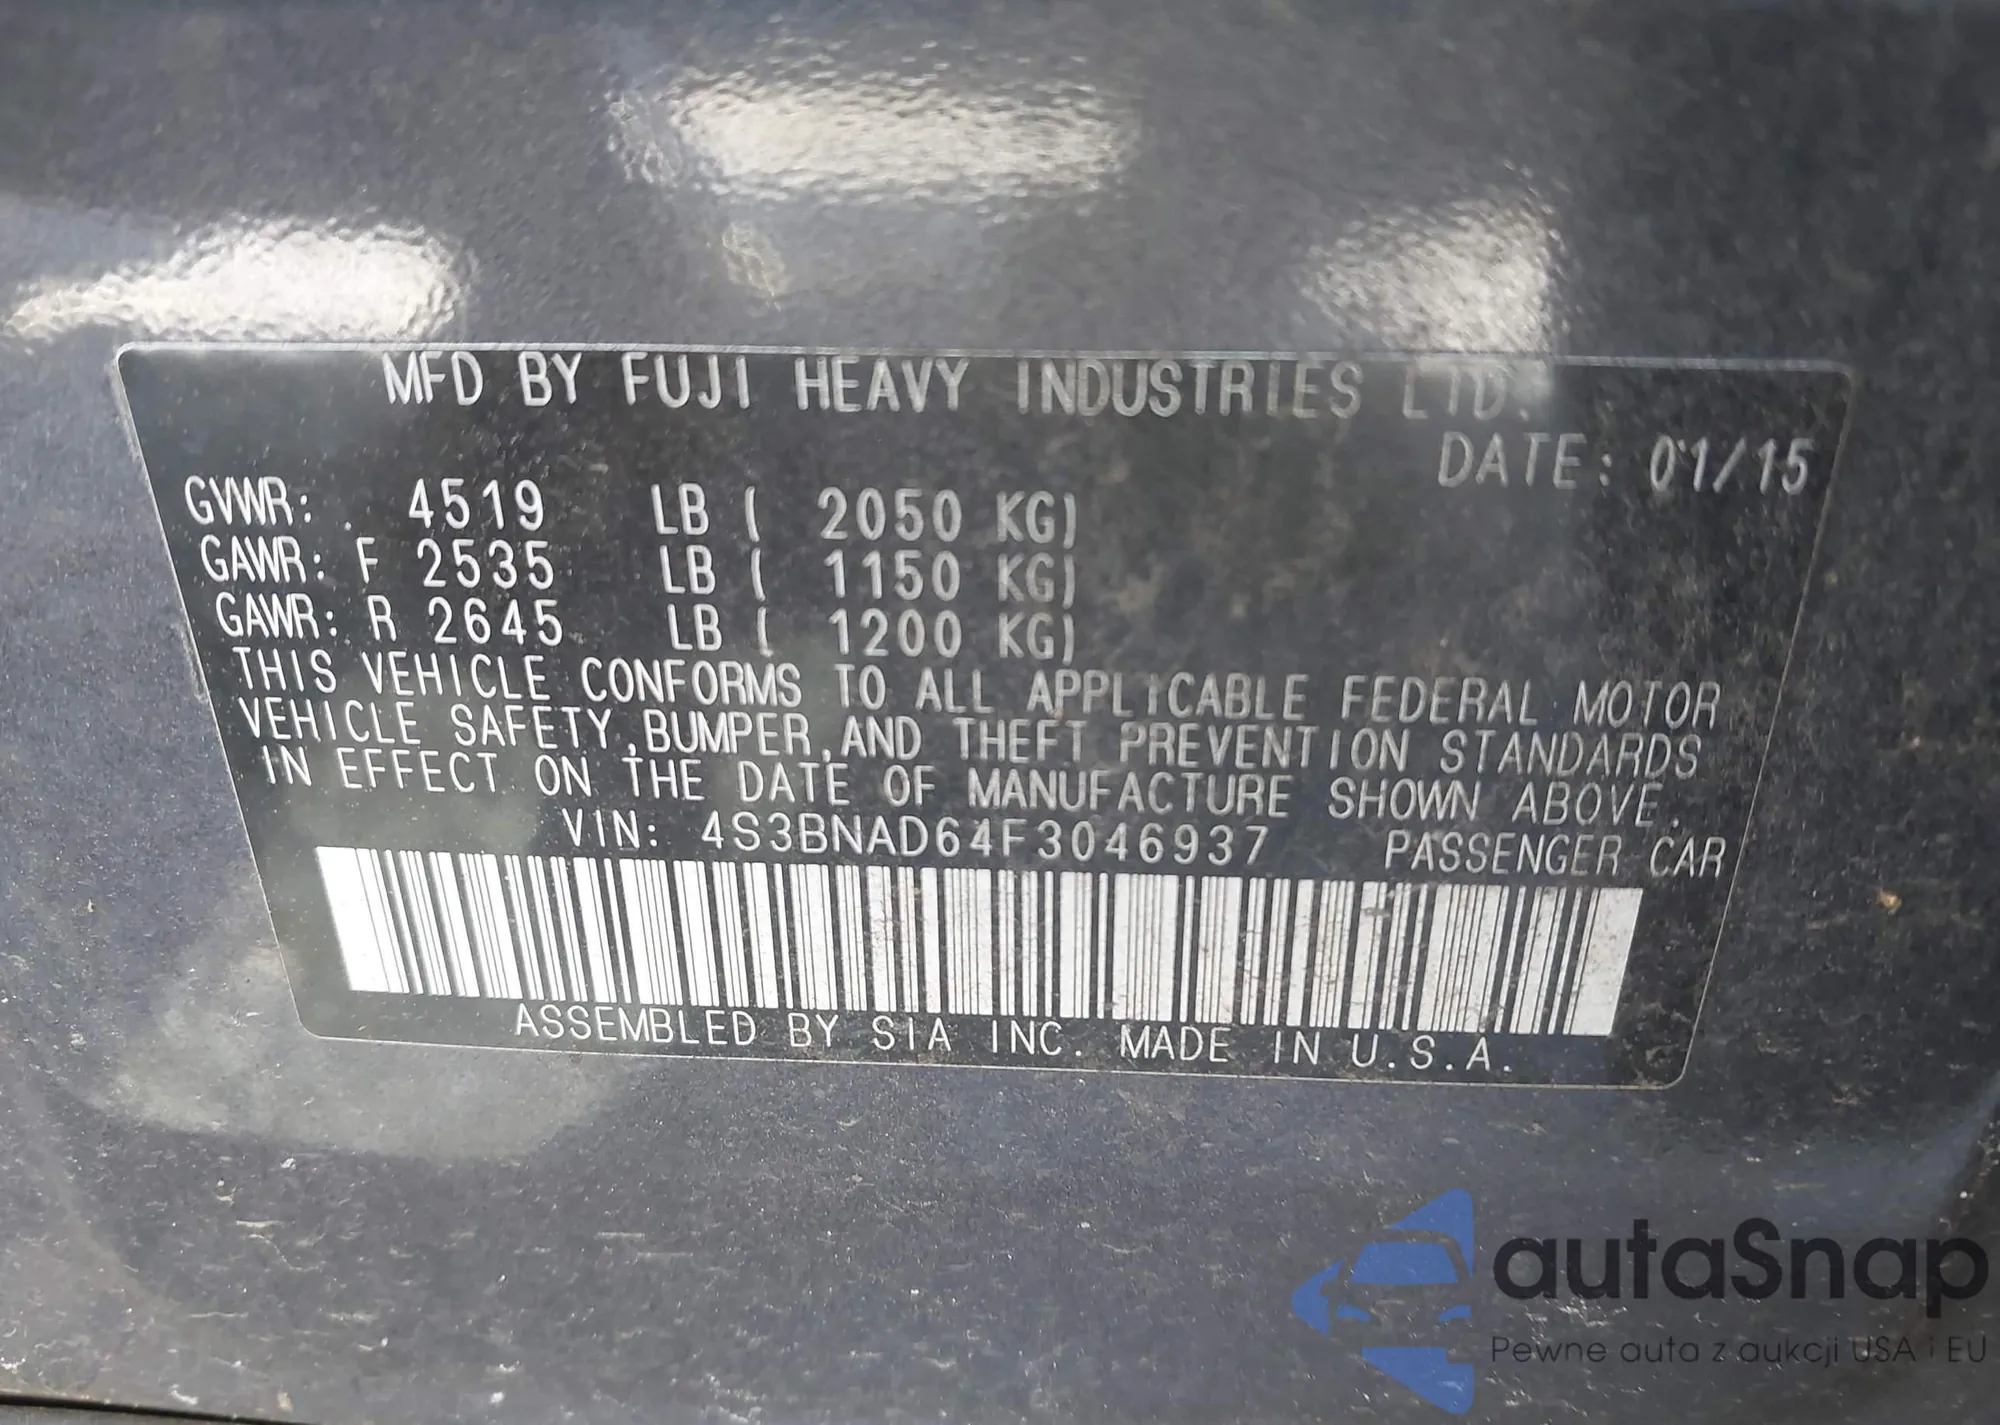 MFD BY FUJI HEAVY INDUSTRIES LTD.
DATE: 01/15
GVWR: . 4519 LB ( 2050 KG)
GAWR: F 2535 LB ( 1150 KG)
GAWR: R 2645 LB ( 1200 KG)
THIS VEHICLE CONFORMS TO ALL APPLICABLE FEDERAL MOTOR
VEHICLE SAFETY,BUMPER,AND THEFT PREVENTION STANDARDS
IN EFFECT ON THE DATE OF MANUFACTURE SHOWN ABOVE.
VIN: 4S3BNAD64F3046937 PASSENGER CAR
ASSEMBLED BY SIA INC. MADE IN U.S.A.
autaSnap
Pewne auta z aukcji USA i EU